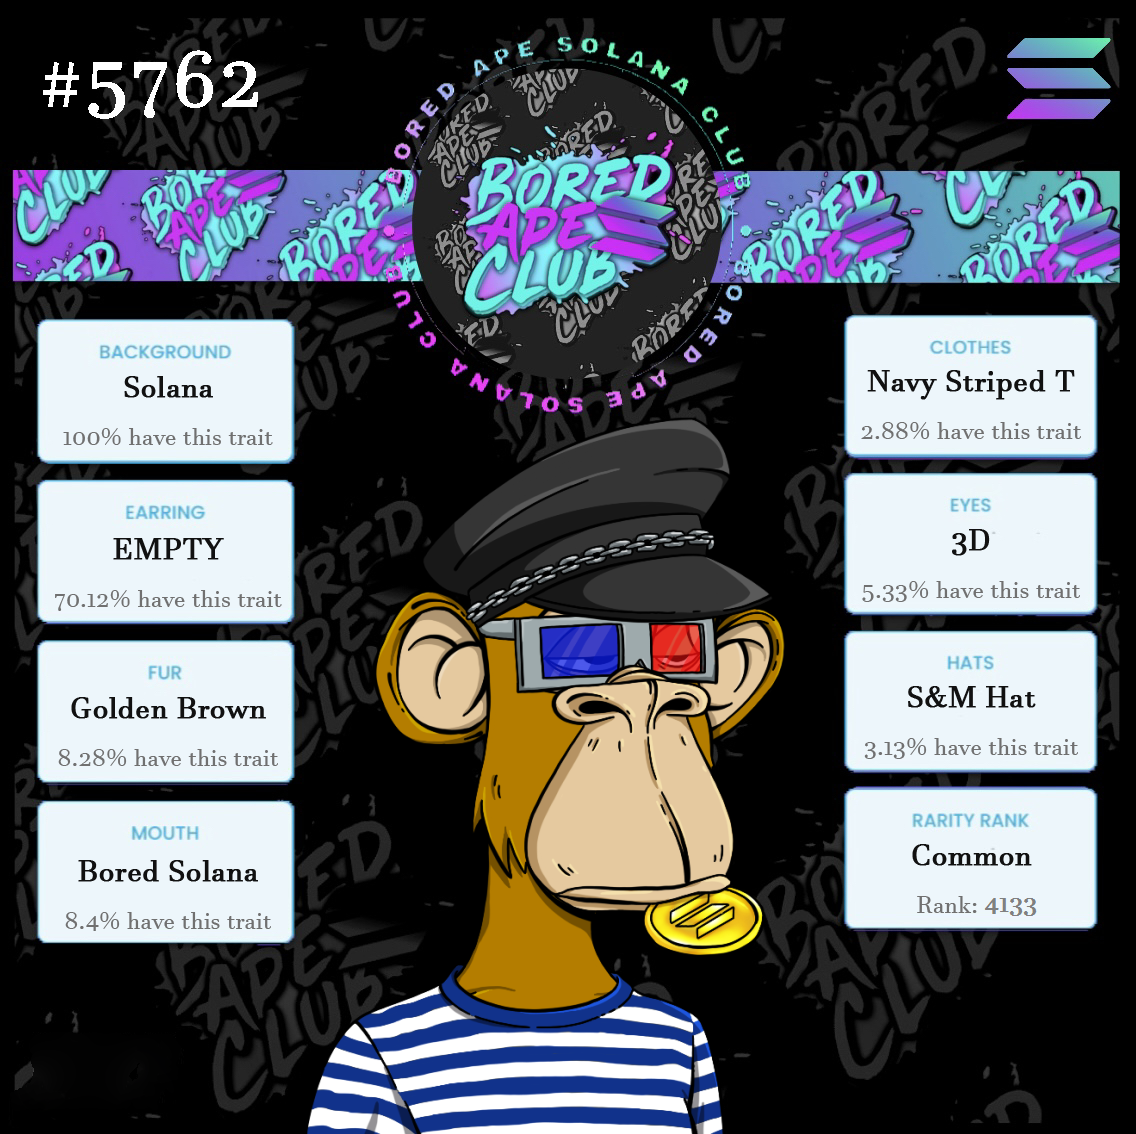 #5762
BORED APE SOLANA CLUB
BORED
APE
CLUB
BORED APE SOLANA CLUB
BACKGROUND
Solana
100% have this trait
EARRING
EMPTY
70.12% have this trait
FUR
Golden Brown
8.28% have this trait
MOUTH
Bored Solana
8.4% have this trait
CLOTHES
Navy Striped T
2.88% have this trait
EYES
3D
5.33% have this trait
HATS
S&M Hat
3.13% have this trait
RARITY RANK
Common
Rank: 4133